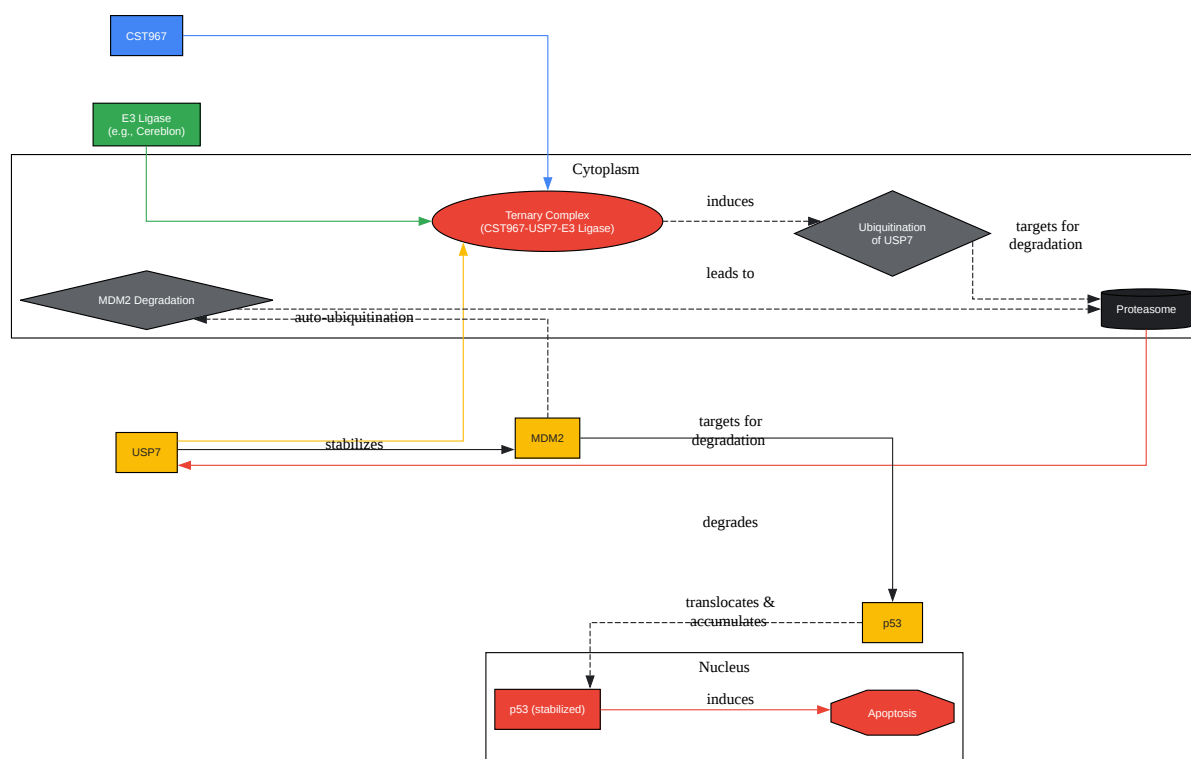 CST967
E3 Ligase
(e.g., Cereblon)
Cytoplasm
Ternary Complex
(CST967-USP7-E3 Ligase)
induces
Ubiquitination
of USP7
targets for
degradation
leads to
MDM2 Degradation
auto-ubiquitination
Proteasome
USP7
stabilizes
MDM2
targets for
degradation
degrades
translocates &
accumulates
p53
Nucleus
p53 (stabilized)
induces
Apoptosis